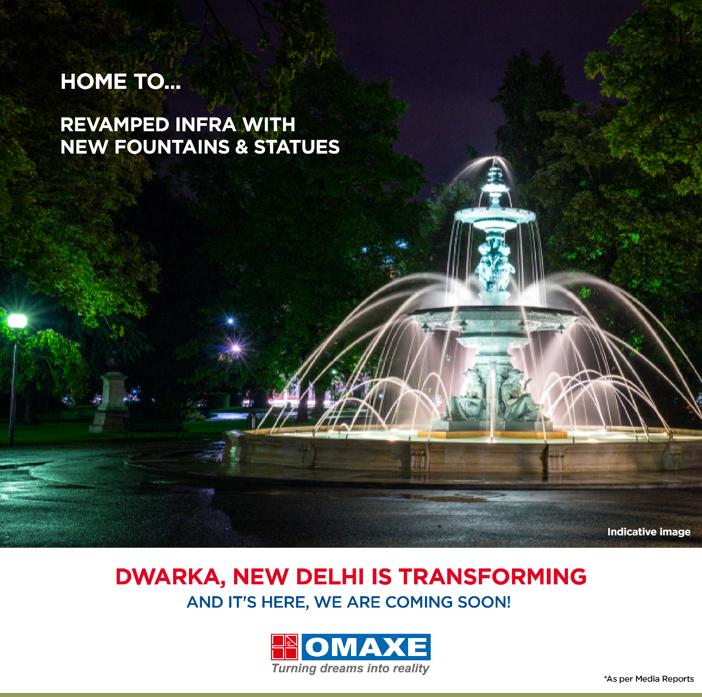 HOME TO...
REVAMPED INFRA WITH
NEW FOUNTAINS & STATUES
Indicative image
DWARKA, NEW DELHI IS TRANSFORMING
AND IT'S HERE, WE ARE COMING SOON!
OMAXE
Turning dreams into reality
*As per Media Reports